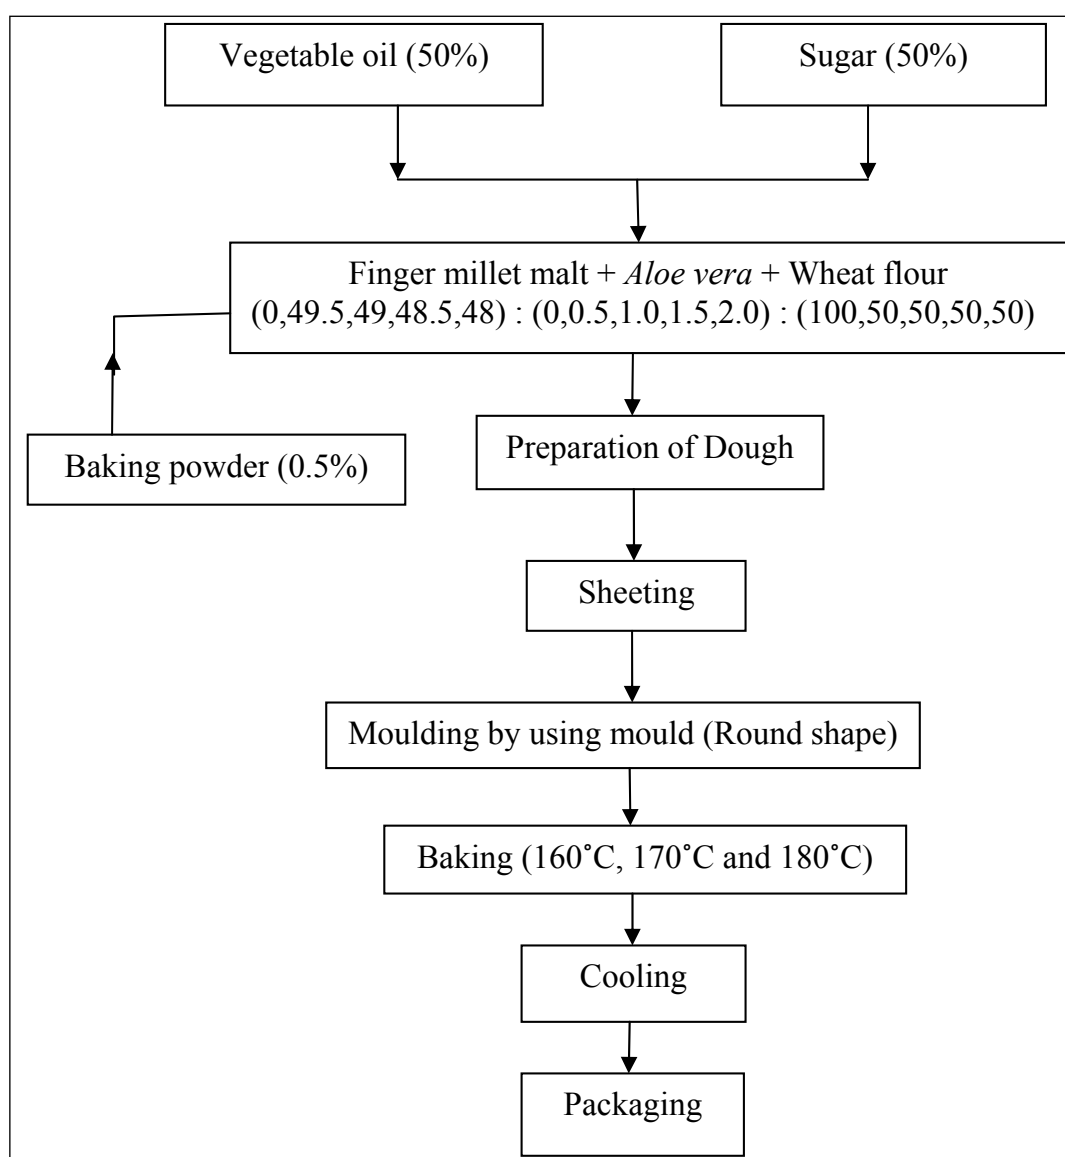 Vegetable oil (50%)
Sugar (50%)
Finger millet malt + Aloe vera + Wheat flour
(0,49.5,49,48.5,48) : (0,0.5,1.0,1.5,2.0) : (100,50,50,50,50)
Baking powder (0.5%)
Preparation of Dough
Sheeting
Moulding by using mould (Round shape)
Baking (160˚C, 170˚C and 180˚C)
Cooling
Packaging